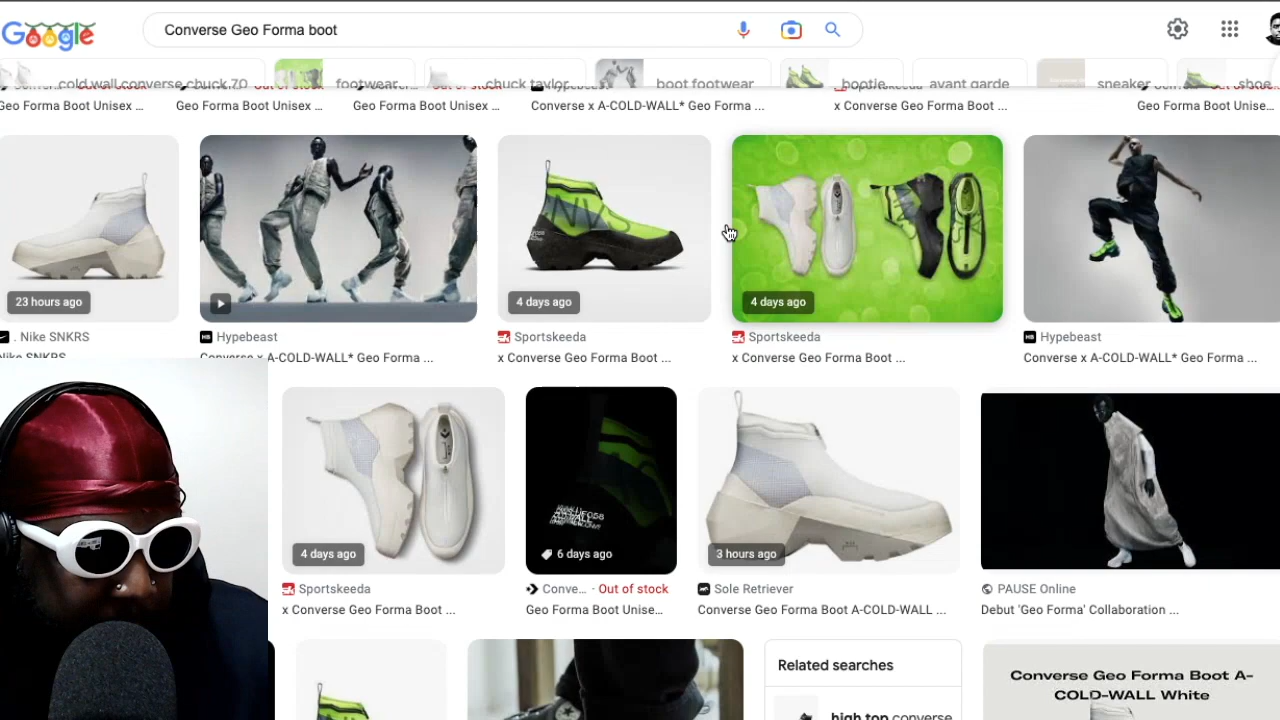 Google
Converse Geo Forma boot
cold wall converse chuck 70
footwear
chuck taylor
boot footwear
bootie
avant garde
sneaker
shoe
Geo Forma Boot Unisex ...
Geo Forma Boot Unisex ...
Geo Forma Boot Unisex ...
Converse x A-COLD-WALL* Geo Forma ...
x Converse Geo Forma Boot ...
Geo Forma Boot Unise...
23 hours ago
4 days ago
4 days ago
. Nike SNKRS
Hypebeast
Sportskeeda
Sportskeeda
Hypebeast
Nike SNKRS
Converse x A-COLD-WALL* Geo Forma ...
x Converse Geo Forma Boot ...
x Converse Geo Forma Boot ...
Converse x A-COLD-WALL* Geo Forma ...
4 days ago
6 days ago
3 hours ago
Sportskeeda
Conve... · Out of stock
Sole Retriever
PAUSE Online
x Converse Geo Forma Boot ...
Geo Forma Boot Unise...
Converse Geo Forma Boot A-COLD-WALL ...
Debut 'Geo Forma' Collaboration ...
Related searches
high top converse
Converse Geo Forma Boot A-
COLD-WALL White